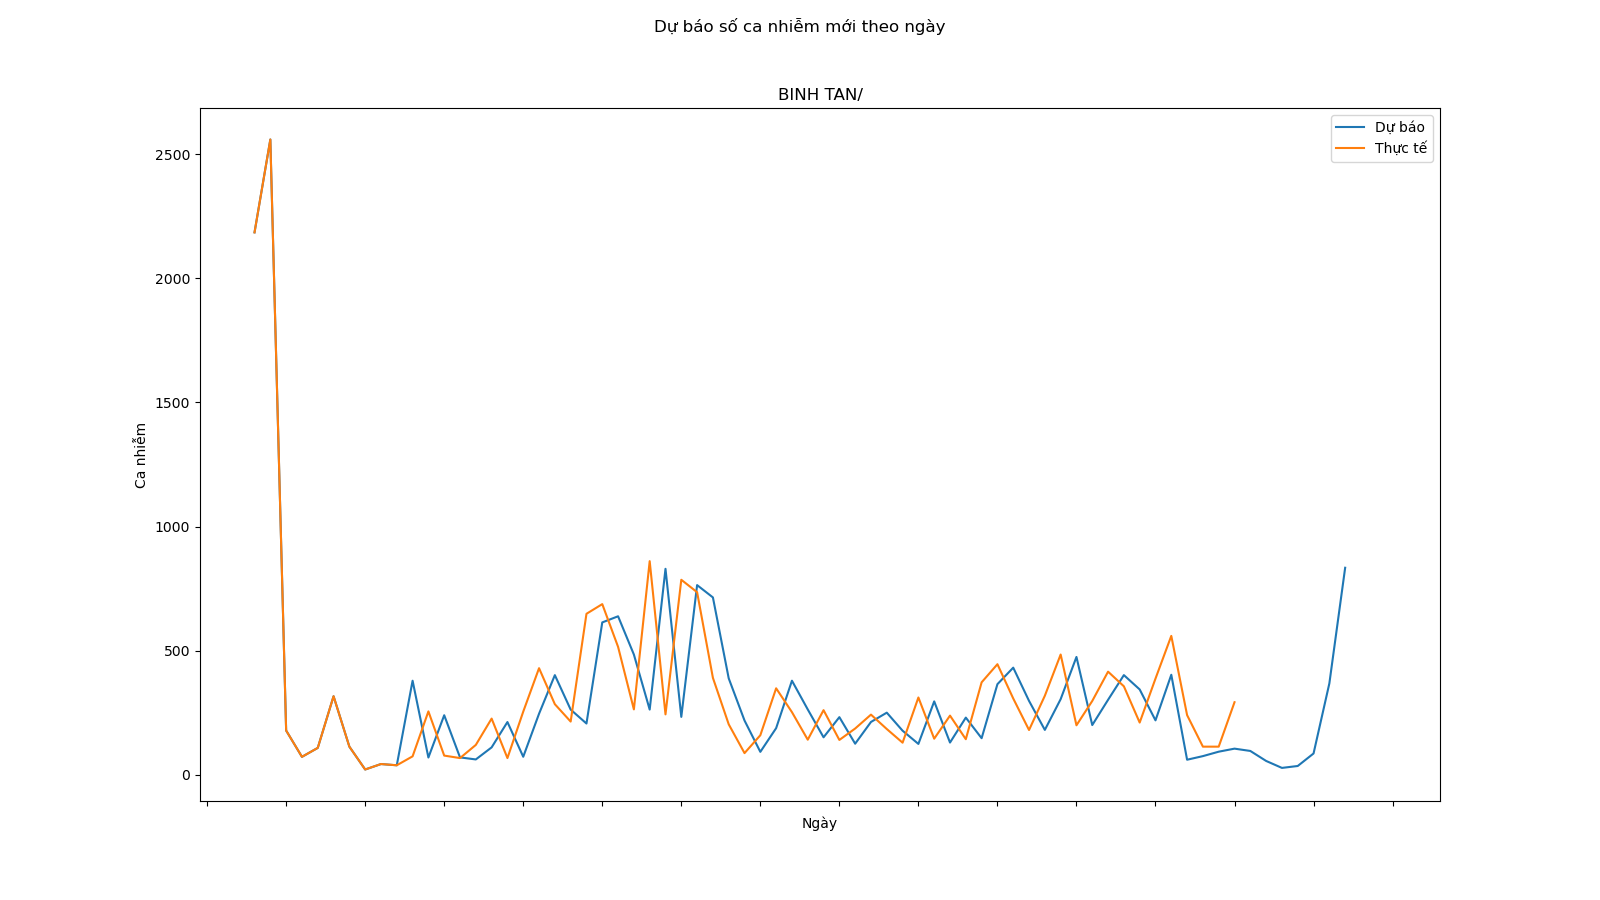 Dự báo số ca nhiễm mới theo ngày
BINH TAN/
Dự báo
Thực tế
2500
2000
1500
1000
500
0
Ca nhiễm
Ngày